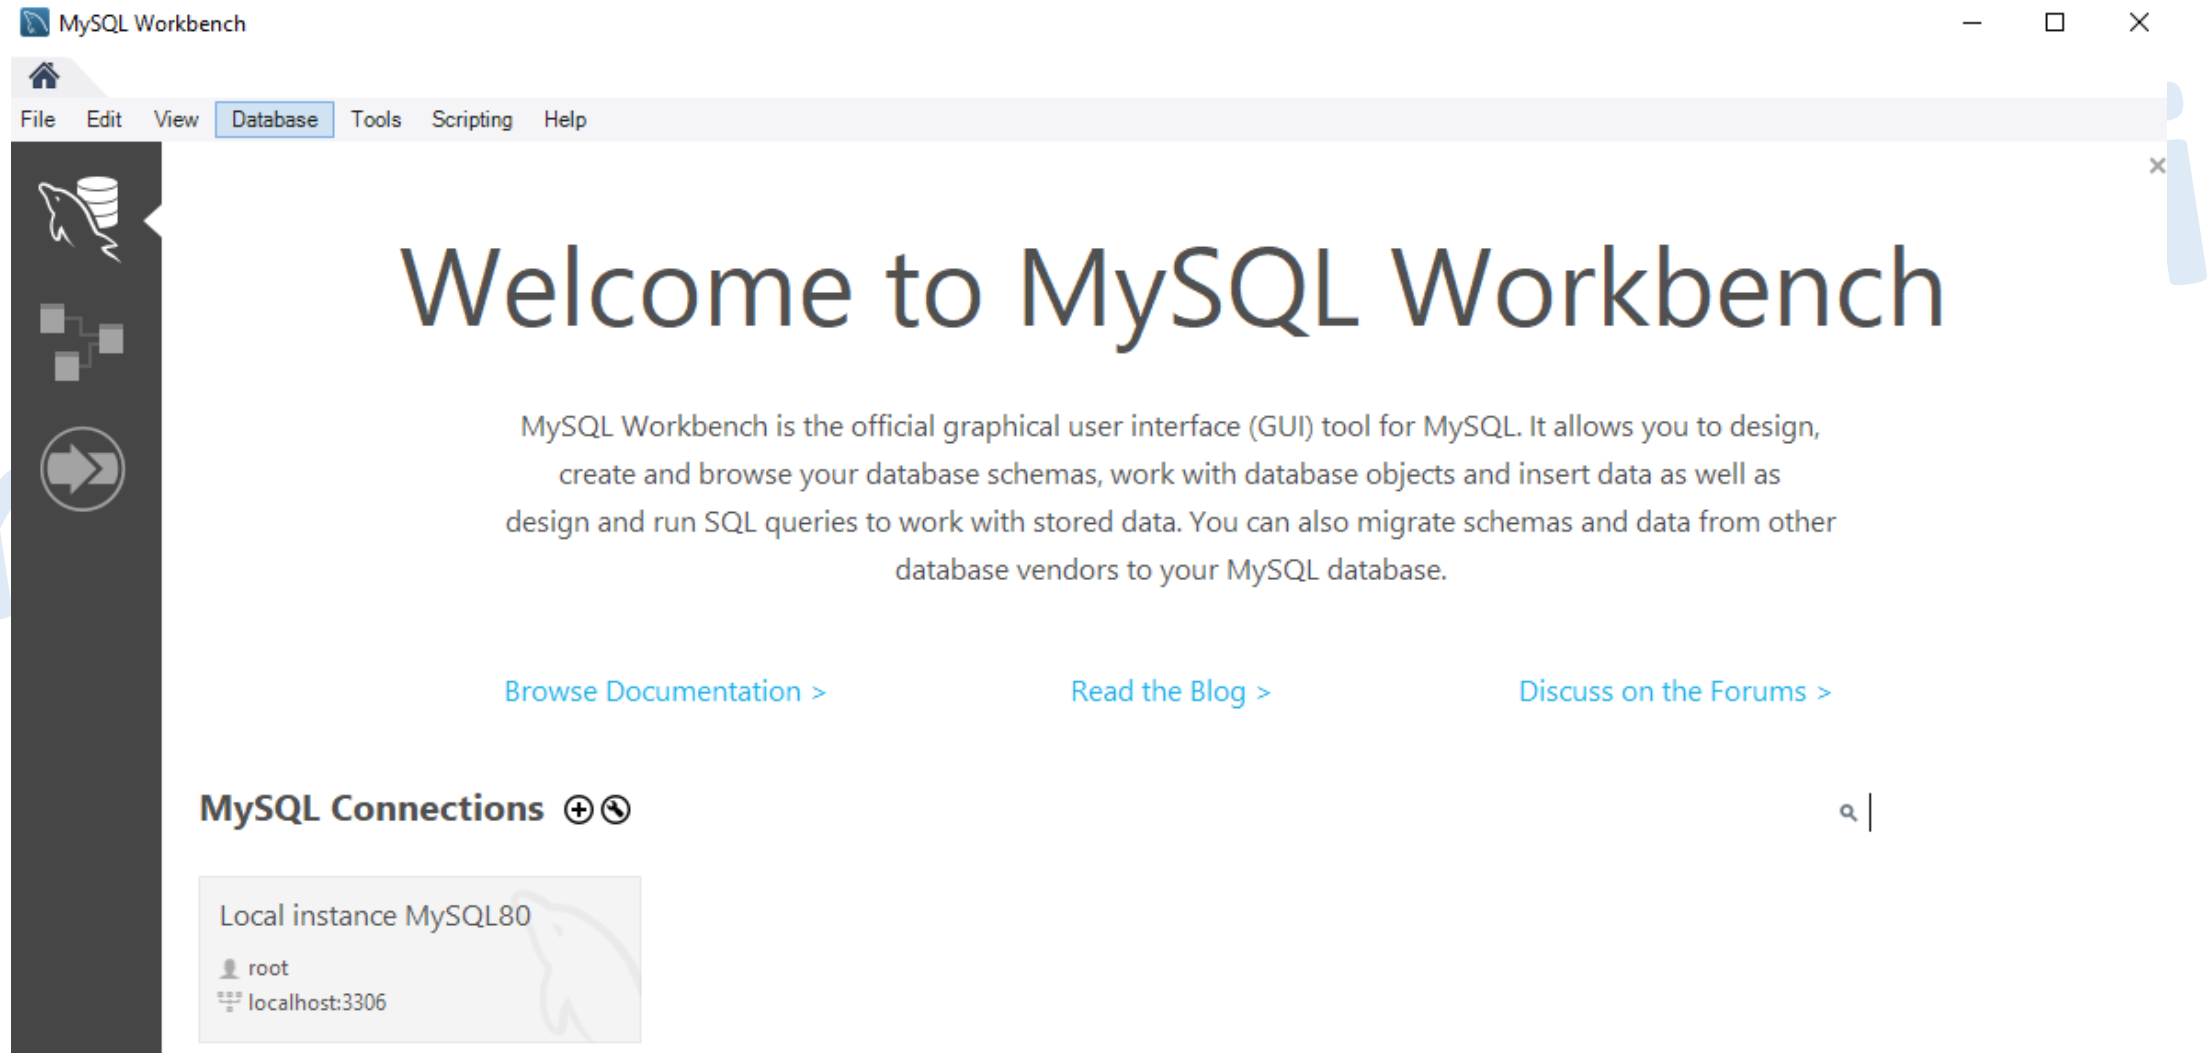 MySQL Workbench
File Edit View Database Tools Scripting Help
Welcome to MySQL Workbench
MySQL Workbench is the official graphical user interface (GUI) tool for MySQL. It allows you to design,
create and browse your database schemas, work with database objects and insert data as well as
design and run SQL queries to work with stored data. You can also migrate schemas and data from other
database vendors to your MySQL database.
Browse Documentation > Read the Blog > Discuss on the Forums >
MySQL Connections
Local instance MySQL80
root
localhost:3306